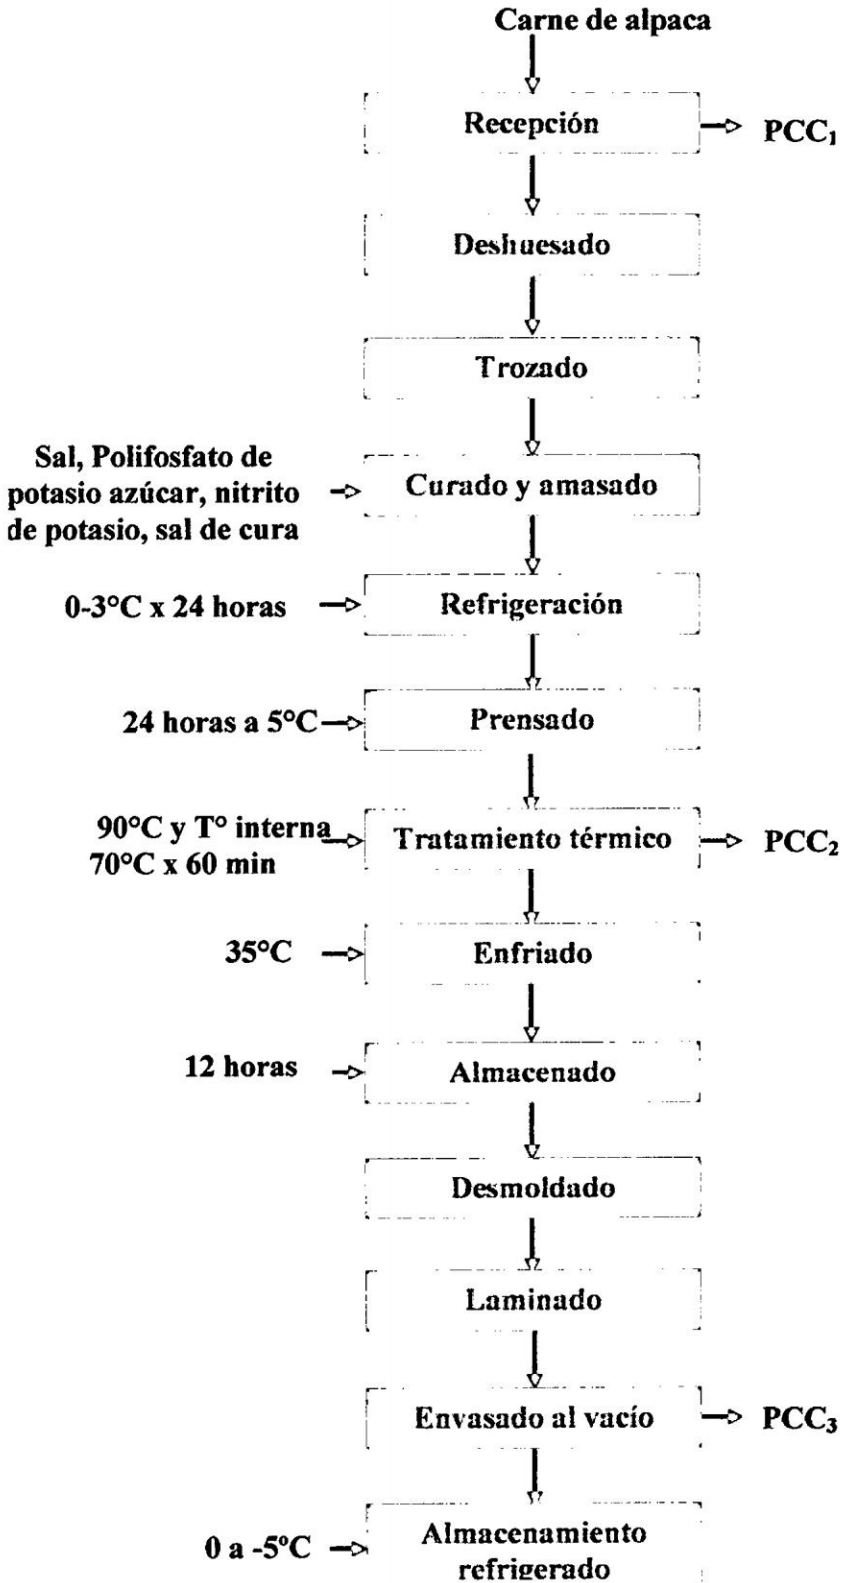 Carne de alpaca
Recepción
PCC₁
Deshuesado
Trozado
Sal, Polifosfato de
potasio azúcar, nitrito
de potasio, sal de cura
Curado y amasado
0-3°C x 24 horas
Refrigeración
24 horas a 5°C
Prensado
90°C y T° interna
70°C x 60 min
Tratamiento térmico
PCC₂
35°C
Enfriado
12 horas
Almacenado
Desmoldado
Laminado
Envasado al vacío
PCC₃
0 a -5°C
Almacenamiento
refrigerado